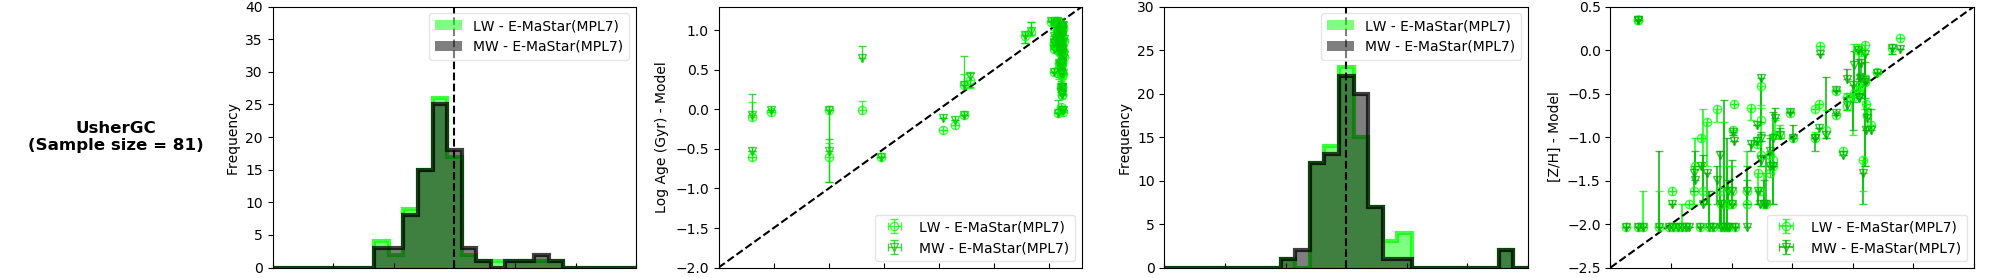 UsherGC
(Sample size = 81)
Frequency
40
35
30
25
20
15
10
5
0
LW - E-MaStar(MPL7)
MW - E-MaStar(MPL7)
Log Age (Gyr) - Model
1.0
0.5
0.0
−0.5
−1.0
−1.5
−2.0
LW - E-MaStar(MPL7)
MW - E-MaStar(MPL7)
Frequency
30
25
20
15
10
5
0
LW - E-MaStar(MPL7)
MW - E-MaStar(MPL7)
[Z/H] - Model
0.5
0.0
−0.5
−1.0
−1.5
−2.0
−2.5
LW - E-MaStar(MPL7)
MW - E-MaStar(MPL7)